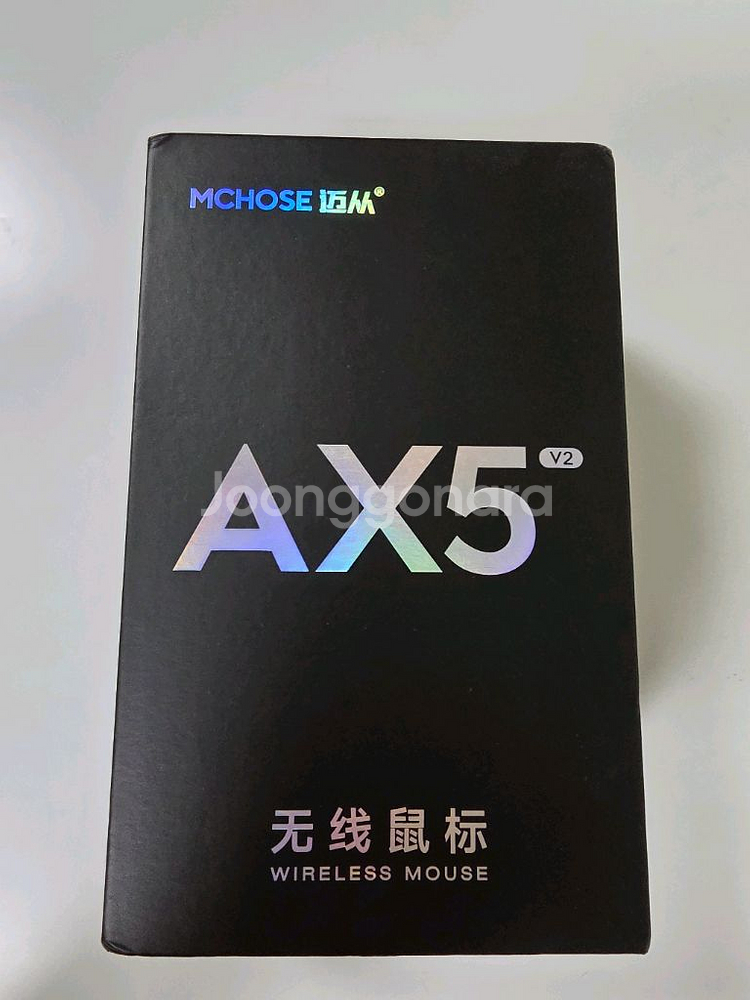 MCHOSE 迈从®
AX5 V2
Joonggonara
无线鼠标
WIRELESS MOUSE